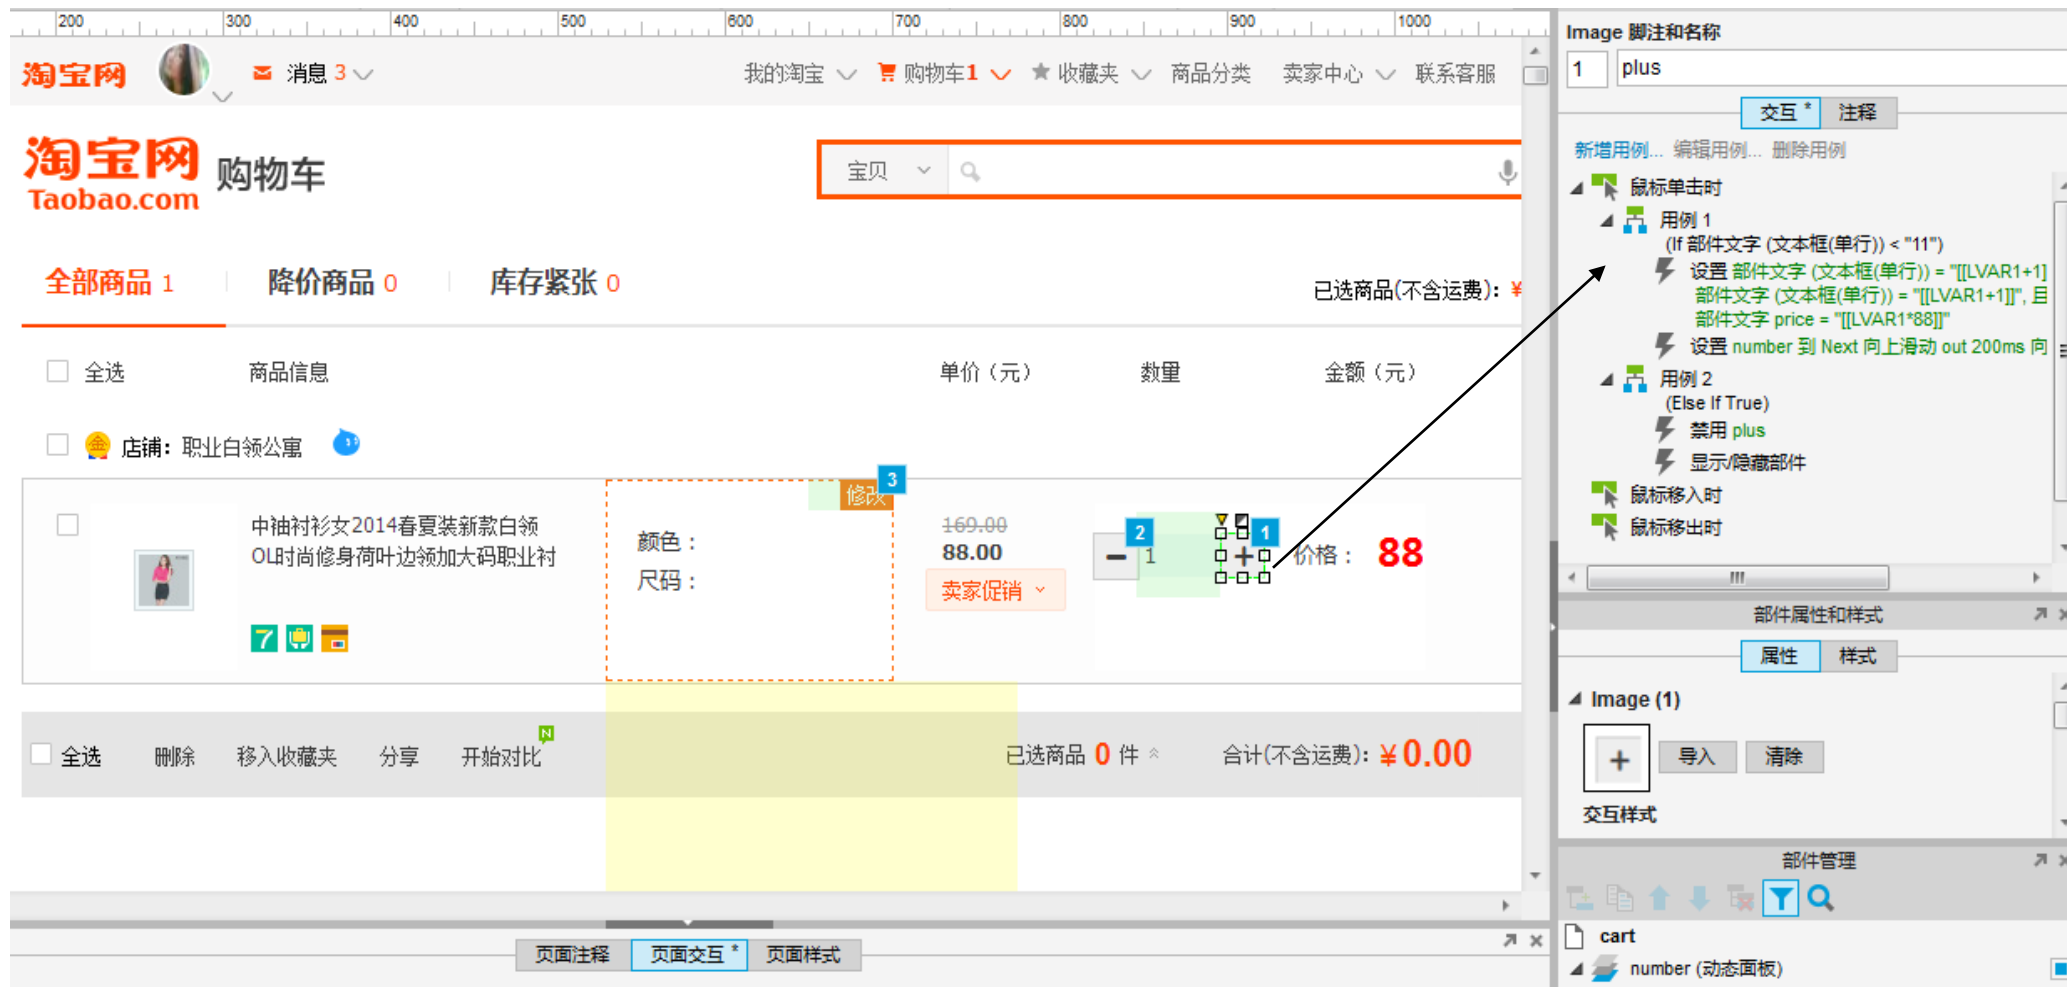 200 300 400 500 600 700 800 900 1000
淘宝网 消息 3 我的淘宝 购物车1 收藏夹 商品分类 卖家中心 联系客服
淘宝网
Taobao.com
购物车
宝贝
全部商品 1 降价商品 0 库存紧张 0
已选商品(不含运费)：¥
全选 商品信息 单价（元） 数量 金额（元）
店铺：职业白领公寓
修改 3
中袖衬衫女2014春夏装新款白领
OL时尚修身荷叶边领加大码职业衬
7
颜色：
尺码：
169.00
88.00
卖家促销
2
− 1 +
1
价格： 88
全选 删除 移入收藏夹 分享 开始对比 N
已选商品 0 件 合计(不含运费)：¥0.00
页面注释 页面交互 * 页面样式
Image 脚注和名称
1 plus
交互 * 注释
新增用例... 编辑用例... 删除用例
鼠标单击时
用例 1
(If 部件文字 (文本框(单行)) < "11")
设置 部件文字 (文本框(单行)) = "[[LVAR1+1]
部件文字 (文本框(单行)) = "[[LVAR1+1]]", 且
部件文字 price = "[[LVAR1*88]]"
设置 number 到 Next 向上滑动 out 200ms 向
用例 2
(Else If True)
禁用 plus
显示/隐藏部件
鼠标移入时
鼠标移出时
部件属性和样式
属性 样式
Image (1)
+ 导入 清除
交互样式
部件管理
cart
number (动态面板)